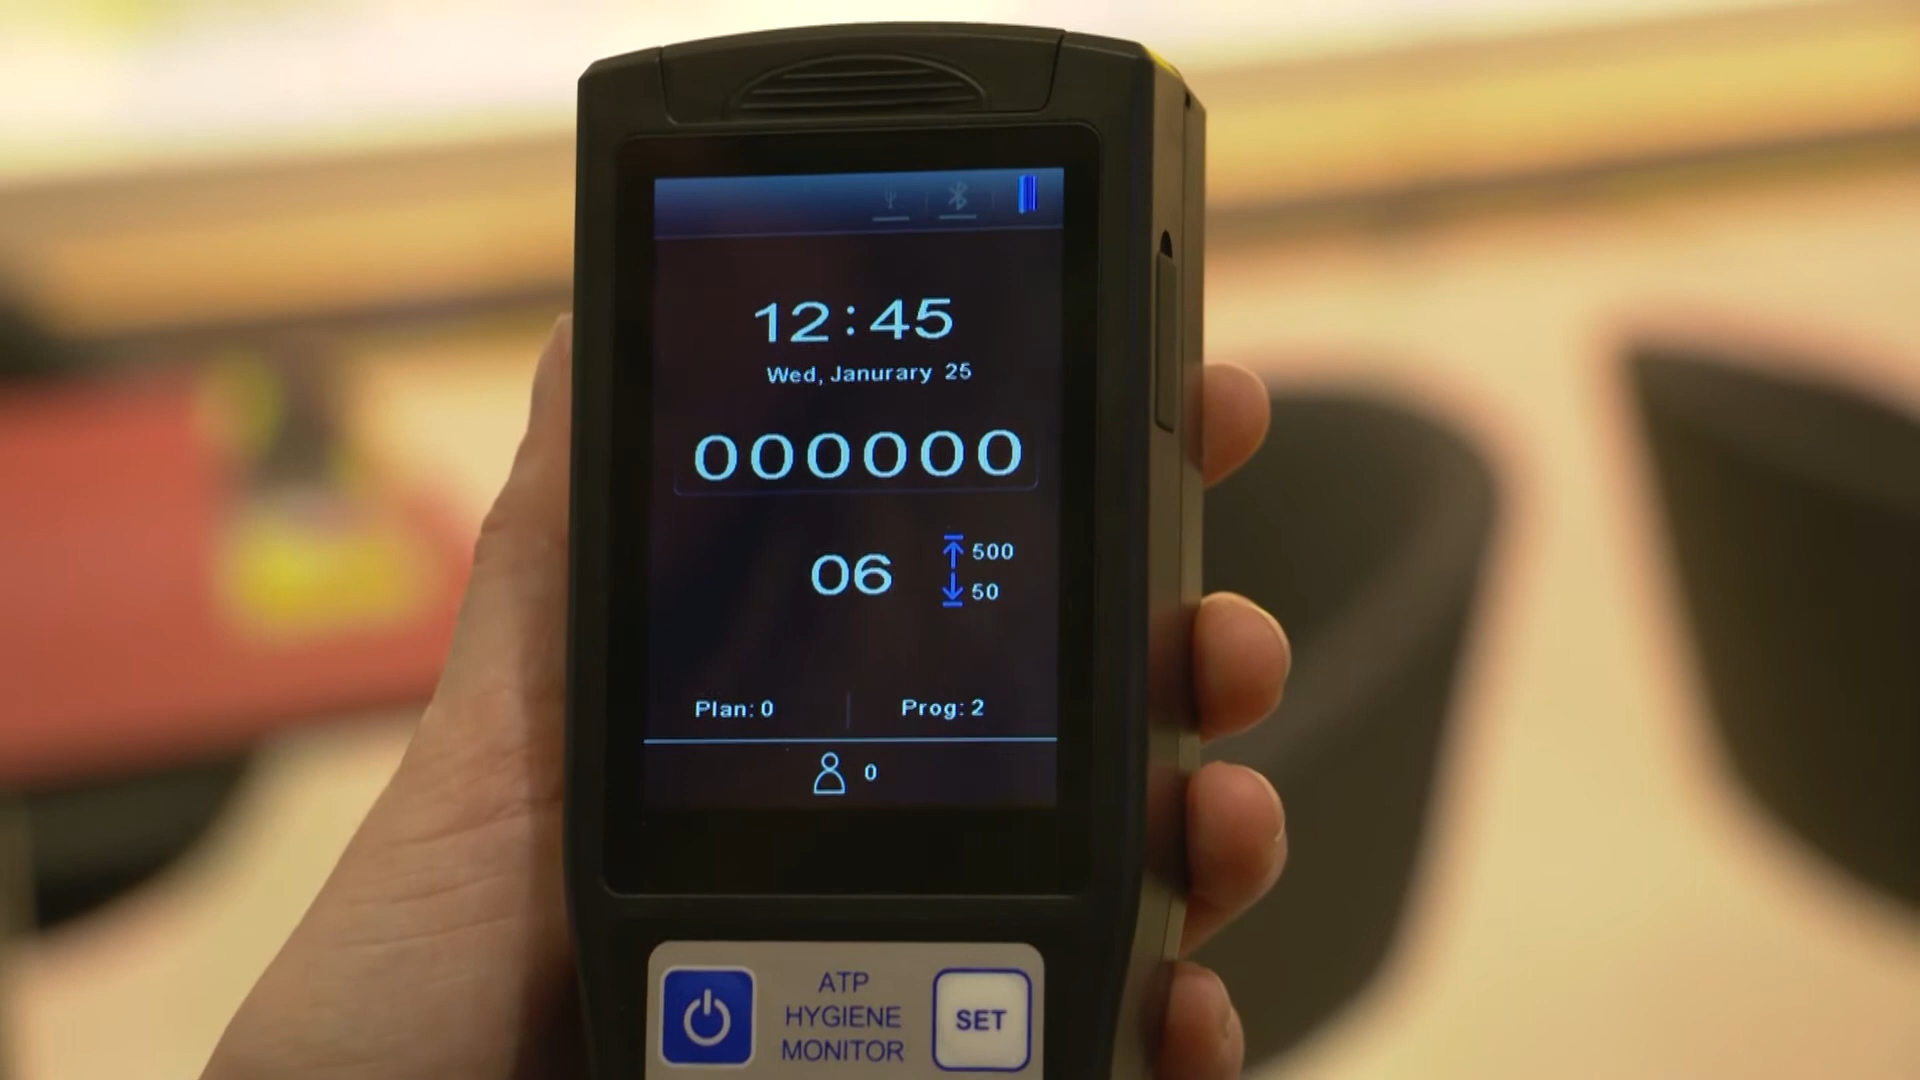 12:45
Wed, Janurary 25
000000
06
500
50
Plan: 0
Prog: 2
0
ATP
HYGIENE
MONITOR
SET